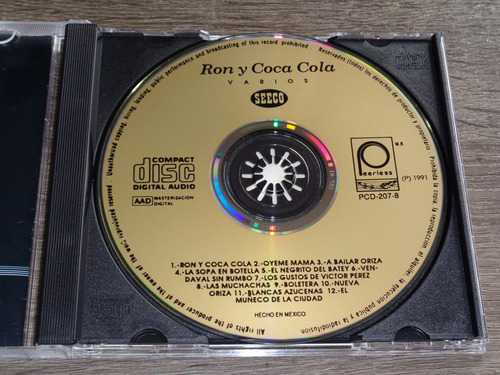 Unauthorized copying, hiring, lending, public performance and broadcasting of this record prohibited
Reservados (todos) los derechos de productor y propietario
Ron y Coca Cola
VARIOS
SEECO
COMPACT
disc
DIGITAL AUDIO
AAD MASTERIZACION
DIGITAL
M.R.
Peerless
(P) 1991
PCD-207-8
1.-RON Y COCA COLA 2.-OYEME MAMA 3.-A BAILAR ORIZA
4.-LA SOPA EN BOTELLA 5.-EL NEGRITO DEL BATEY 6.-VEN-
DAVAL SIN RUMBO 7.-LOS GUSTOS DE VICTOR PEREZ
8.-LAS MUCHACHAS 9.-BOLETERA 10.-NUEVA
ORIZA 11.-BLANCAS AZUCENAS 12.-EL
MUNECO DE LA CIUDAD
HECHO EN MEXICO
All rights of the and of the owner of the
Prohibida la copia, la reproducción, el alquiler ejecución pública y la radiodifusión